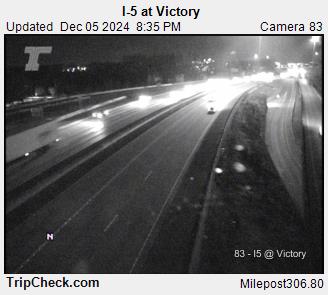 I-5 at Victory
Updated Dec 05 2024 8:35 PM Camera 83
T
N
83 - I5 @ Victory
TripCheck.com Milepost306.80